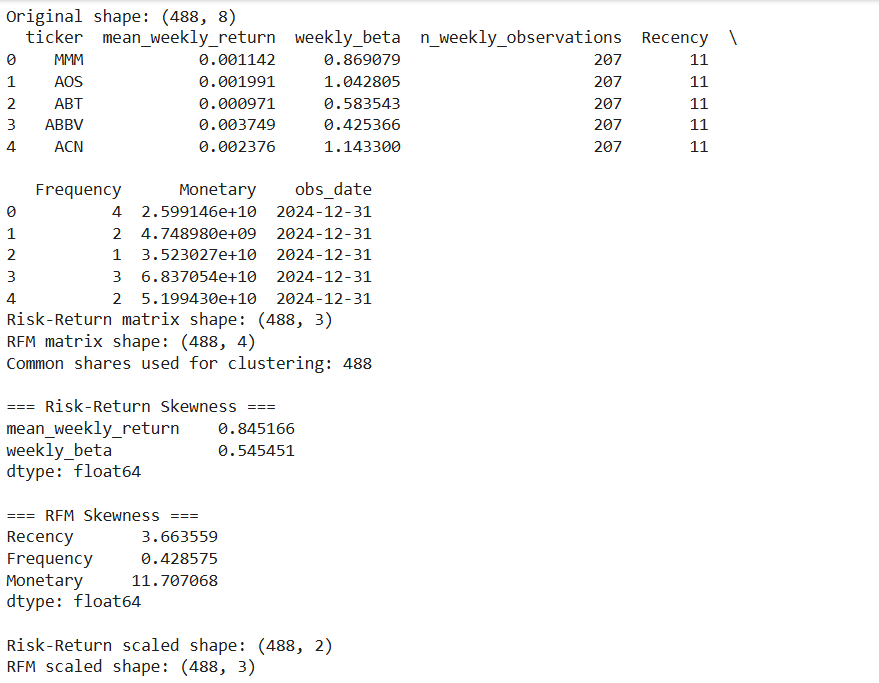 Original shape: (488, 8)
  ticker  mean_weekly_return  weekly_beta  n_weekly_observations  Recency  \
0    MMM            0.001142     0.869079                    207       11
1    AOS            0.001991     1.042805                    207       11
2    ABT            0.000971     0.583543                    207       11
3   ABBV            0.003749     0.425366                    207       11
4    ACN            0.002376     1.143300                    207       11

   Frequency      Monetary    obs_date
0          4  2.599146e+10  2024-12-31
1          2  4.748980e+09  2024-12-31
2          1  3.523027e+10  2024-12-31
3          3  6.837054e+10  2024-12-31
4          2  5.199430e+10  2024-12-31
Risk-Return matrix shape: (488, 3)
RFM matrix shape: (488, 4)
Common shares used for clustering: 488

=== Risk-Return Skewness ===
mean_weekly_return    0.845166
weekly_beta           0.545451
dtype: float64

=== RFM Skewness ===
Recency       3.663559
Frequency     0.428575
Monetary     11.707068
dtype: float64

Risk-Return scaled shape: (488, 2)
RFM scaled shape: (488, 3)